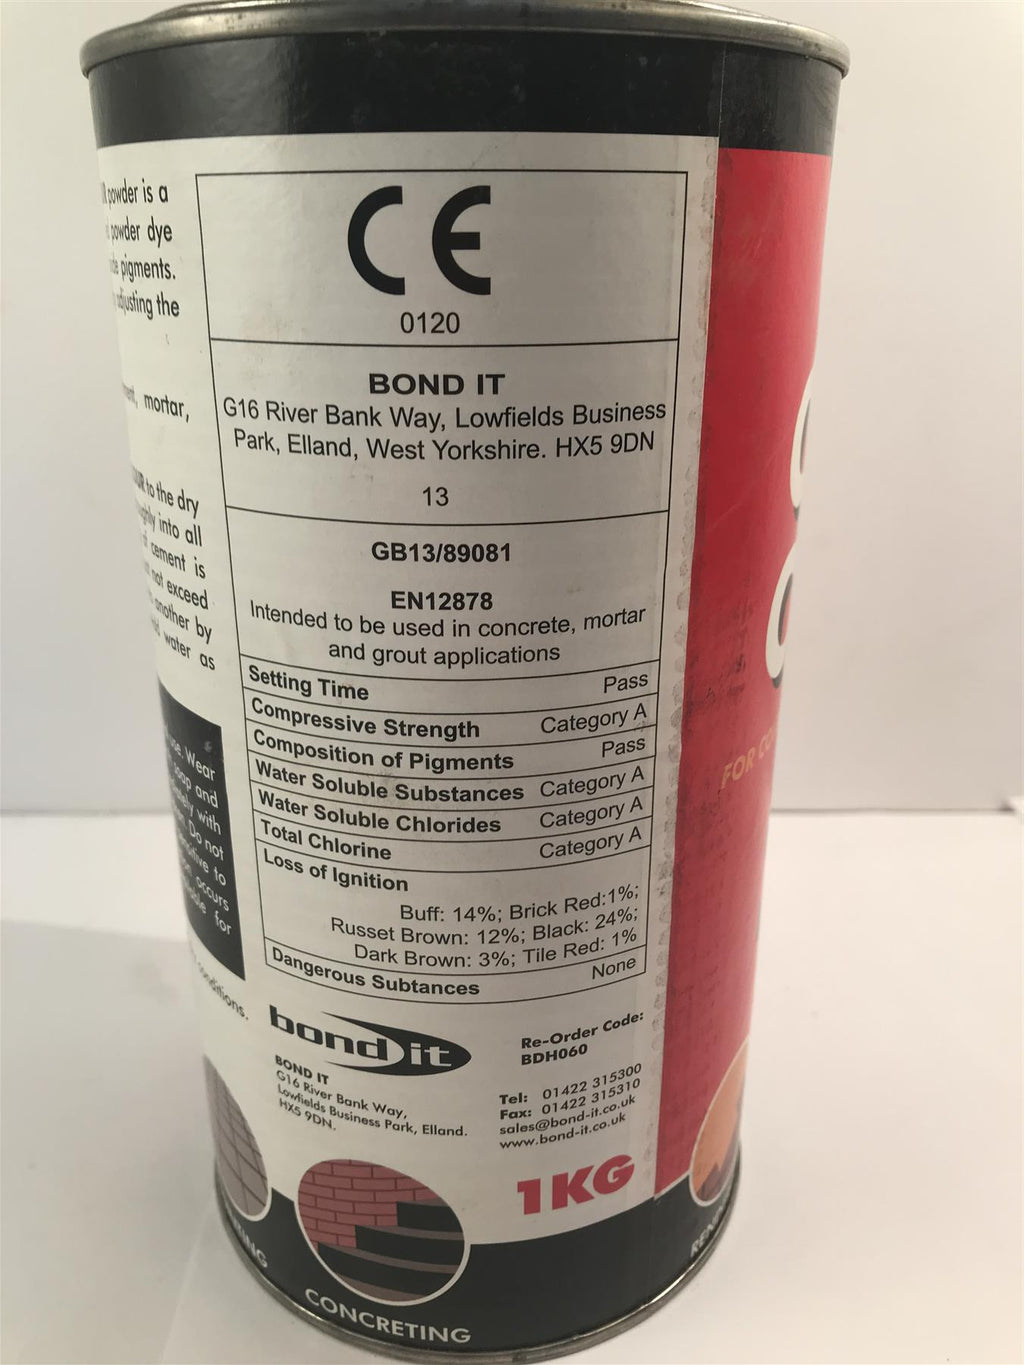 powder is a
powder dye
pigments.
adjusting the
mortar,
to the dry
into all
cement is
not exceed
another by
water as
Wear
soap and
with
Do not
to
occurs
for
conditions.
CE
0120
BOND IT
G16 River Bank Way, Lowfields Business
Park, Elland, West Yorkshire. HX5 9DN
13
GB13/89081
EN12878
Intended to be used in concrete, mortar
and grout applications
Setting Time Pass
Compressive Strength Category A
Composition of Pigments Pass
Water Soluble Substances Category A
Water Soluble Chlorides Category A
Total Chlorine Category A
Loss of Ignition
Buff: 14%; Brick Red:1%;
Russet Brown: 12%; Black: 24%;
Dark Brown: 3%; Tile Red: 1%
Dangerous Subtances None
bond it
BOND IT
G16 River Bank Way,
Lowfields Business Park, Elland.
HX5 9DN.
Re-Order Code:
BDH060
Tel: 01422 315300
Fax: 01422 315310
sales@bond-it.co.uk
www.bond-it.co.uk
1KG
CONCRETING
FOR